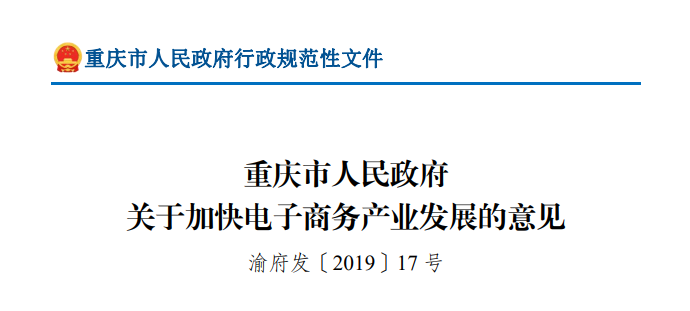 重庆市人民政府行政规范性文件
重庆市人民政府
关于加快电子商务产业发展的意见
渝府发〔2019〕17 号